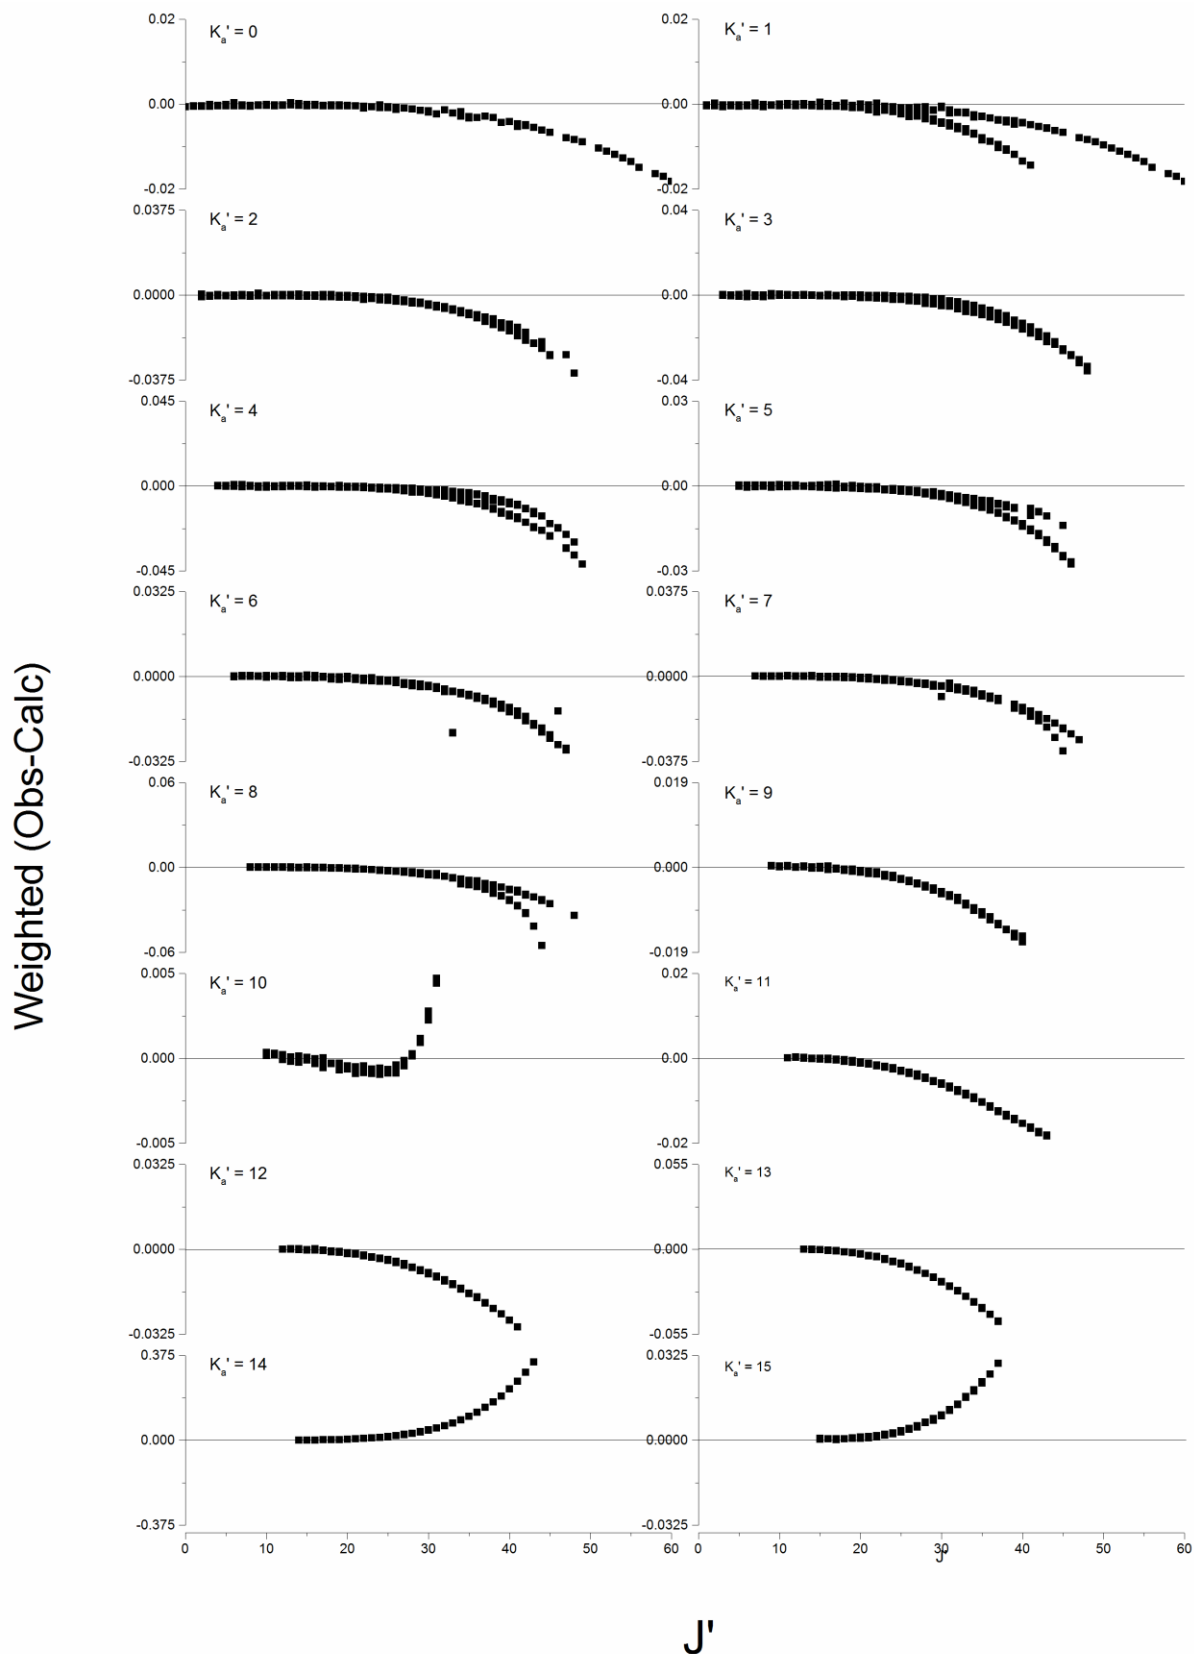 Weighted (Obs-Calc)
0.02
0.00
-0.02
Ka' = 0
0.02
0.00
-0.02
Ka' = 1
0.0375
0.0000
-0.0375
Ka' = 2
0.04
0.00
-0.04
Ka' = 3
0.045
0.000
-0.045
Ka' = 4
0.03
0.000
-0.03
Ka' = 5
0.0325
0.0000
-0.0325
Ka' = 6
0.0375
0.0000
-0.0375
Ka' = 7
0.06
0.00
-0.06
Ka' = 8
0.019
0.000
-0.019
Ka' = 9
0.005
0.000
-0.005
Ka' = 10
0.02
0.00
-0.02
Ka' = 11
0.0325
0.0000
-0.0325
Ka' = 12
0.055
0.000
-0.055
Ka' = 13
0.375
0.000
-0.375
Ka' = 14
0.0325
0.0000
-0.0325
Ka' = 15
0 10 20 30 40 50 60
0 10 20 30 40 50 60
J'
J'